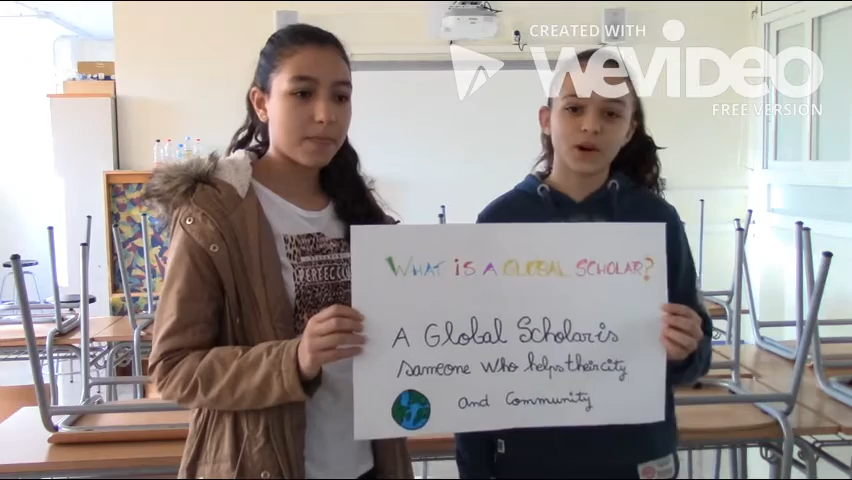 CREATED WITH
WeVideo
FREE VERSION
WHAT iS A GLOBAL SCHOLAR?
A Global Scholar is
someone who helps their city
and Community
PERFECC